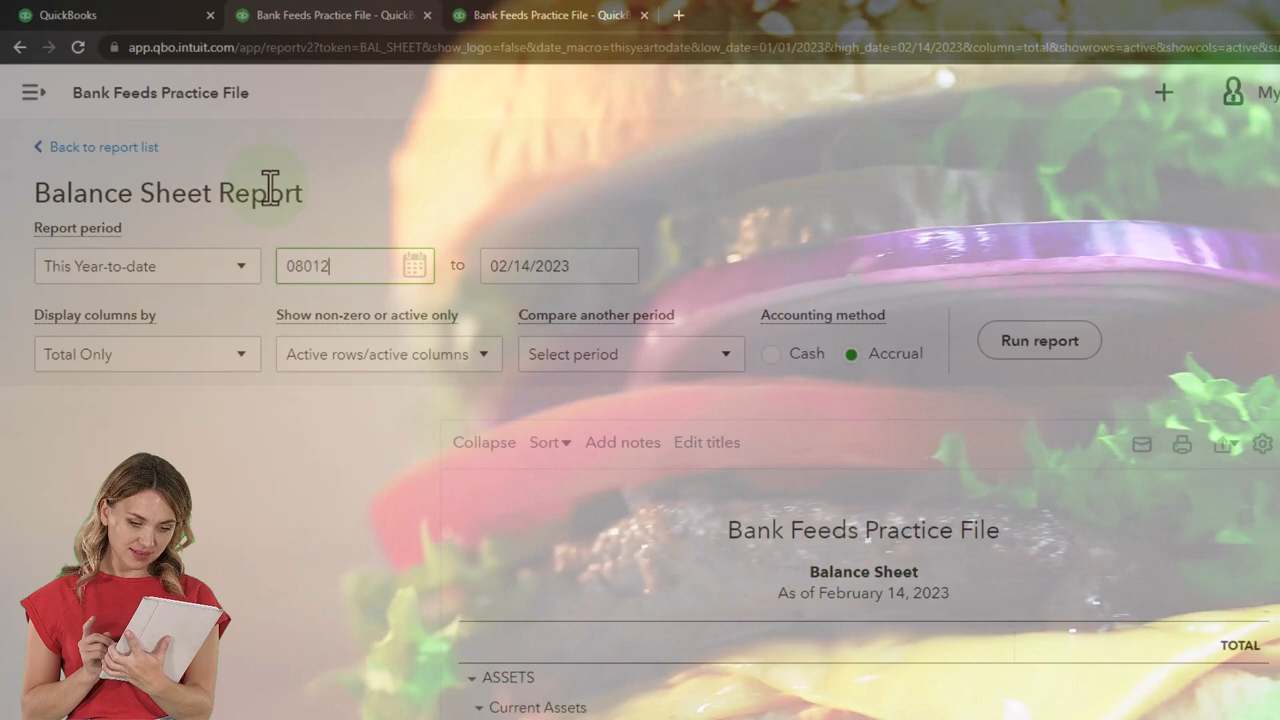 QuickBooks
Bank Feeds Practice File - QuickB
Bank Feeds Practice File - QuickB
app.qbo.intuit.com/app/reportv2?token=BAL_SHEET&show_logo=false&date_macro=thisyeartodate&low_date=01/01/2023&high_date=02/14/2023&column=total&showrows=active&showcols=active&su
Bank Feeds Practice File
My
Back to report list
Balance Sheet Report
Report period
This Year-to-date
08012
to
02/14/2023
Display columns by
Show non-zero or active only
Compare another period
Accounting method
Total Only
Active rows/active columns
Select period
Cash
Accrual
Run report
Collapse Sort Add notes Edit titles
Bank Feeds Practice File
Balance Sheet
As of February 14, 2023
TOTAL
ASSETS
Current Assets